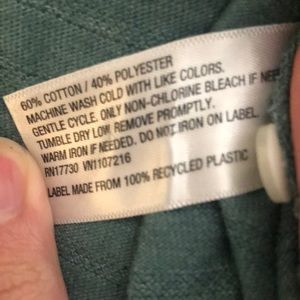 60% COTTON / 40% POLYESTER
MACHINE WASH COLD WITH LIKE COLORS.
GENTLE CYCLE. ONLY NON-CHLORINE BLEACH IF NEE
TUMBLE DRY LOW. REMOVE PROMPTLY.
WARM IRON IF NEEDED. DO NOT IRON ON LABEL.
RN17730 VN1107216
LABEL MADE FROM 100% RECYCLED PLASTIC